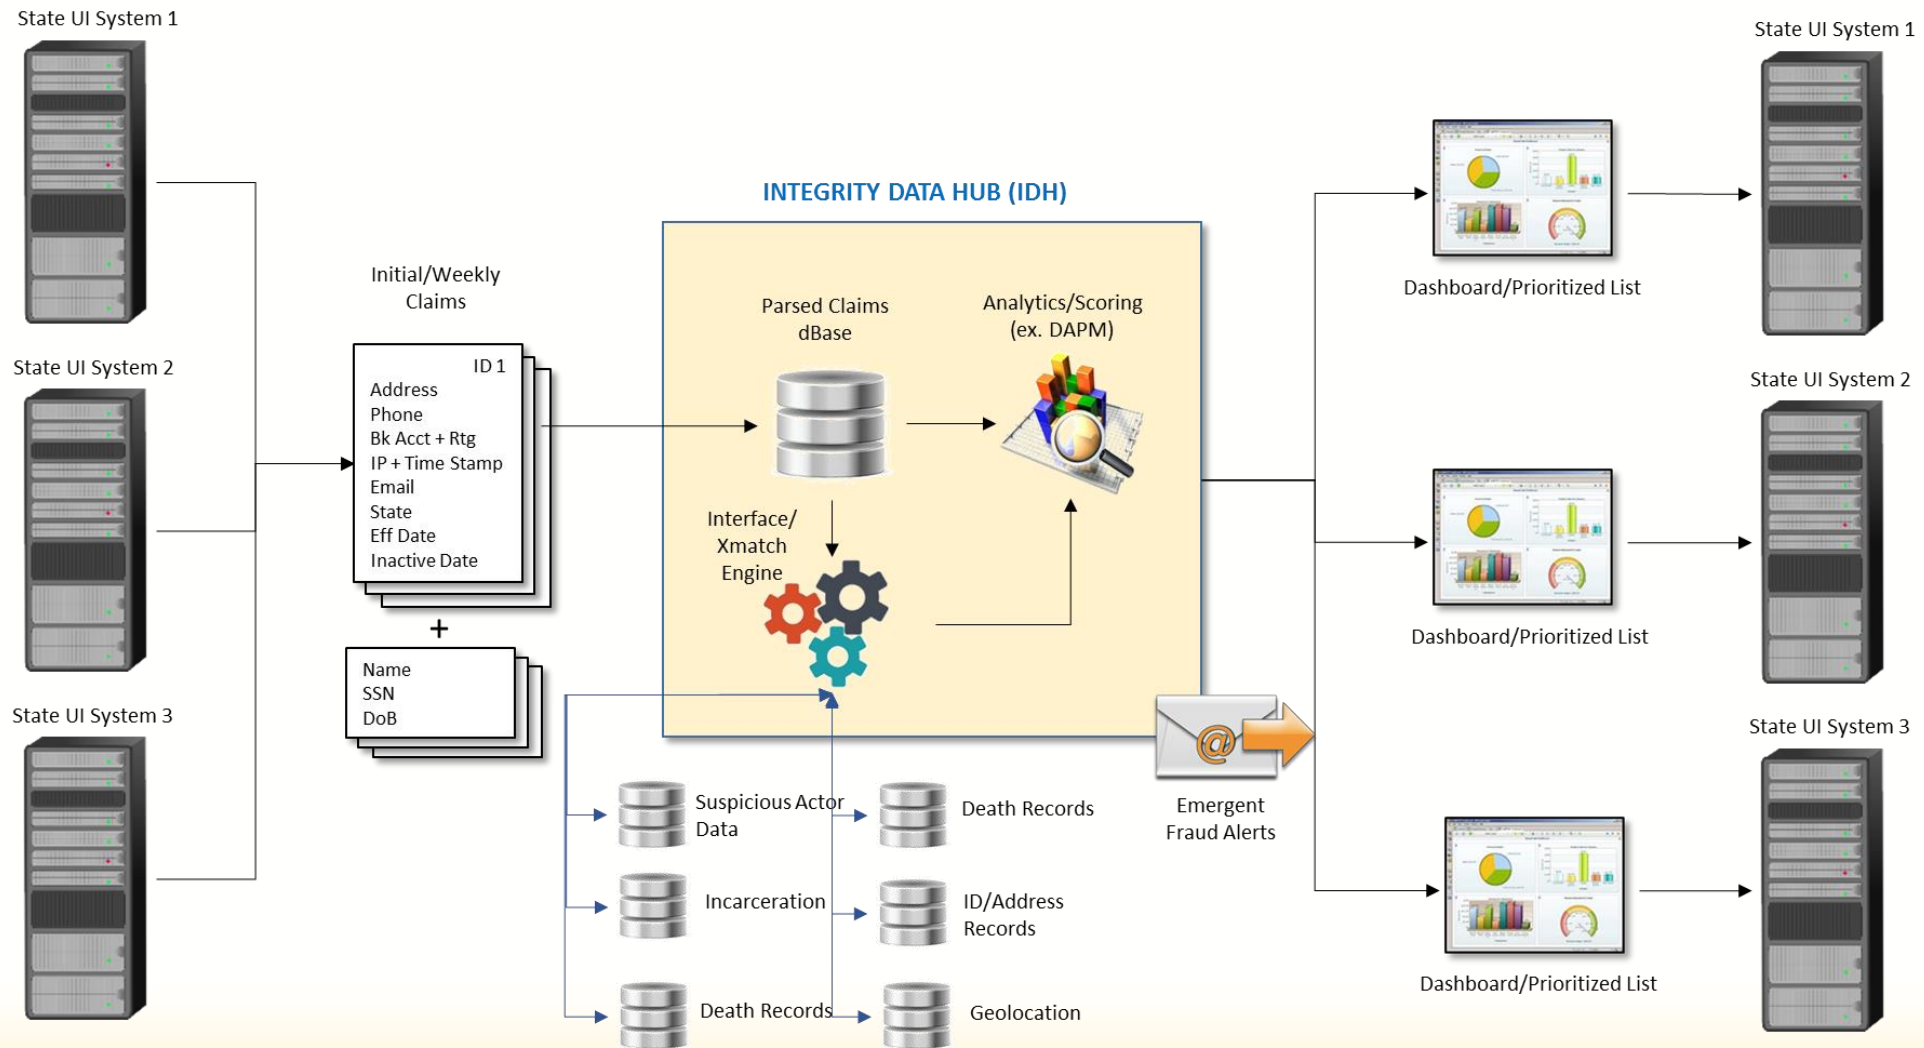 State UI System 1
State UI System 2
State UI System 3
Initial/Weekly
Claims
ID 1
Address
Phone
Bk Acct + Rtg
IP + Time Stamp
Email
State
Eff Date
Inactive Date
+
Name
SSN
DoB
INTEGRITY DATA HUB (IDH)
Parsed Claims
dBase
Analytics/Scoring
(ex. DAPM)
Interface/
Xmatch
Engine
Suspicious Actor
Data
Incarceration
Death Records
Death Records
ID/Address
Records
Geolocation
@
Emergent
Fraud Alerts
Dashboard/Prioritized List
Dashboard/Prioritized List
Dashboard/Prioritized List
State UI System 1
State UI System 2
State UI System 3